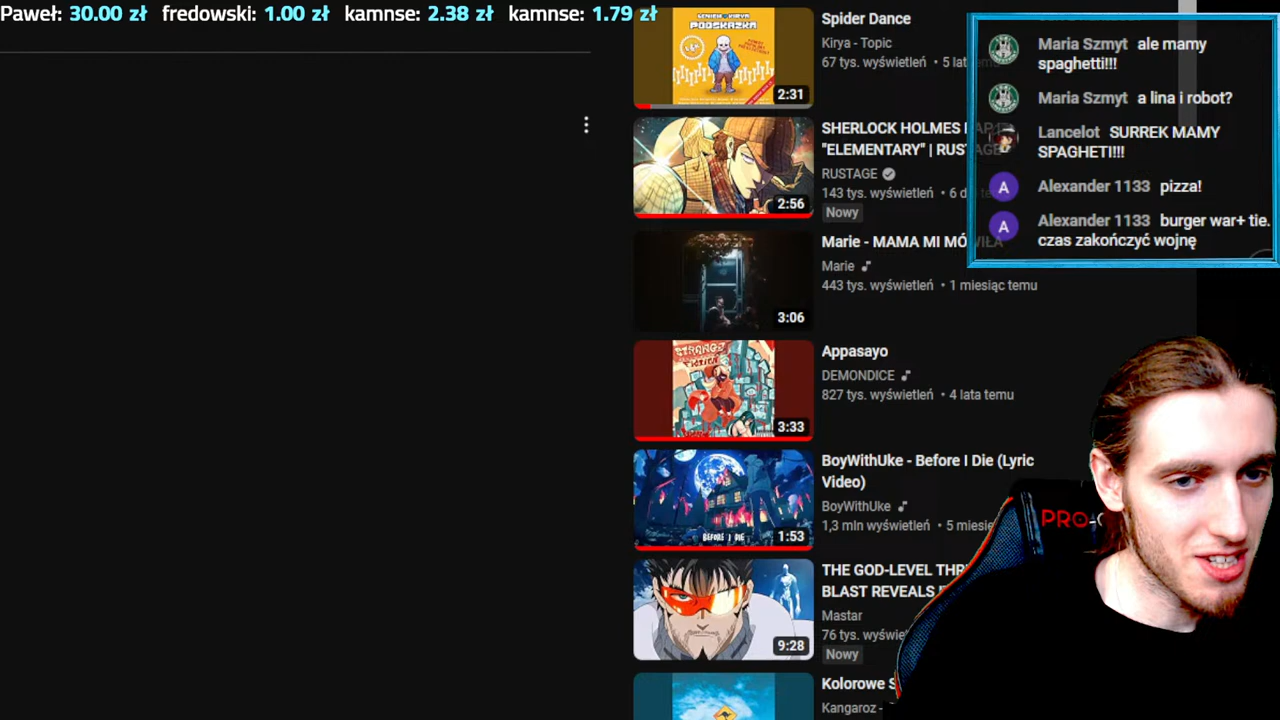 Paweł: 30.00 zł fredowski: 1.00 zł kamnse: 2.38 zł kamnse: 1.79 zł
PODSKAZKA
2:31
Spider Dance
Kirya - Topic
67 tys. wyświetleń • 5 lat
2:56
SHERLOCK HOLMES
"ELEMENTARY" |
RUSTAGE
143 tys. wyświetleń • 6
Nowy
3:06
Marie - MAMA MI MÓWIŁA
Marie
443 tys. wyświetleń • 1 miesiąc temu
3:33
Appasayo
DEMONDICE
827 tys. wyświetleń • 4 lata temu
BEFORE I DIE
1:53
BoyWithUke - Before I Die (Lyric
Video)
BoyWithUke
1,3 mln wyświetleń • 5
9:28
THE GOD-LEVEL
BLAST REVEALS
Mastar
76 tys.
Nowy
Kolorowe
Kangaroz -
Maria Szmyt ale mamy
spaghetti!!!
Maria Szmyt a lina i robot?
Lancelot SURREK MAMY
SPAGHETI!!!
A Alexander 1133 pizza!
A Alexander 1133 burger war+ tie.
czas zakończyć wojnę
PRO